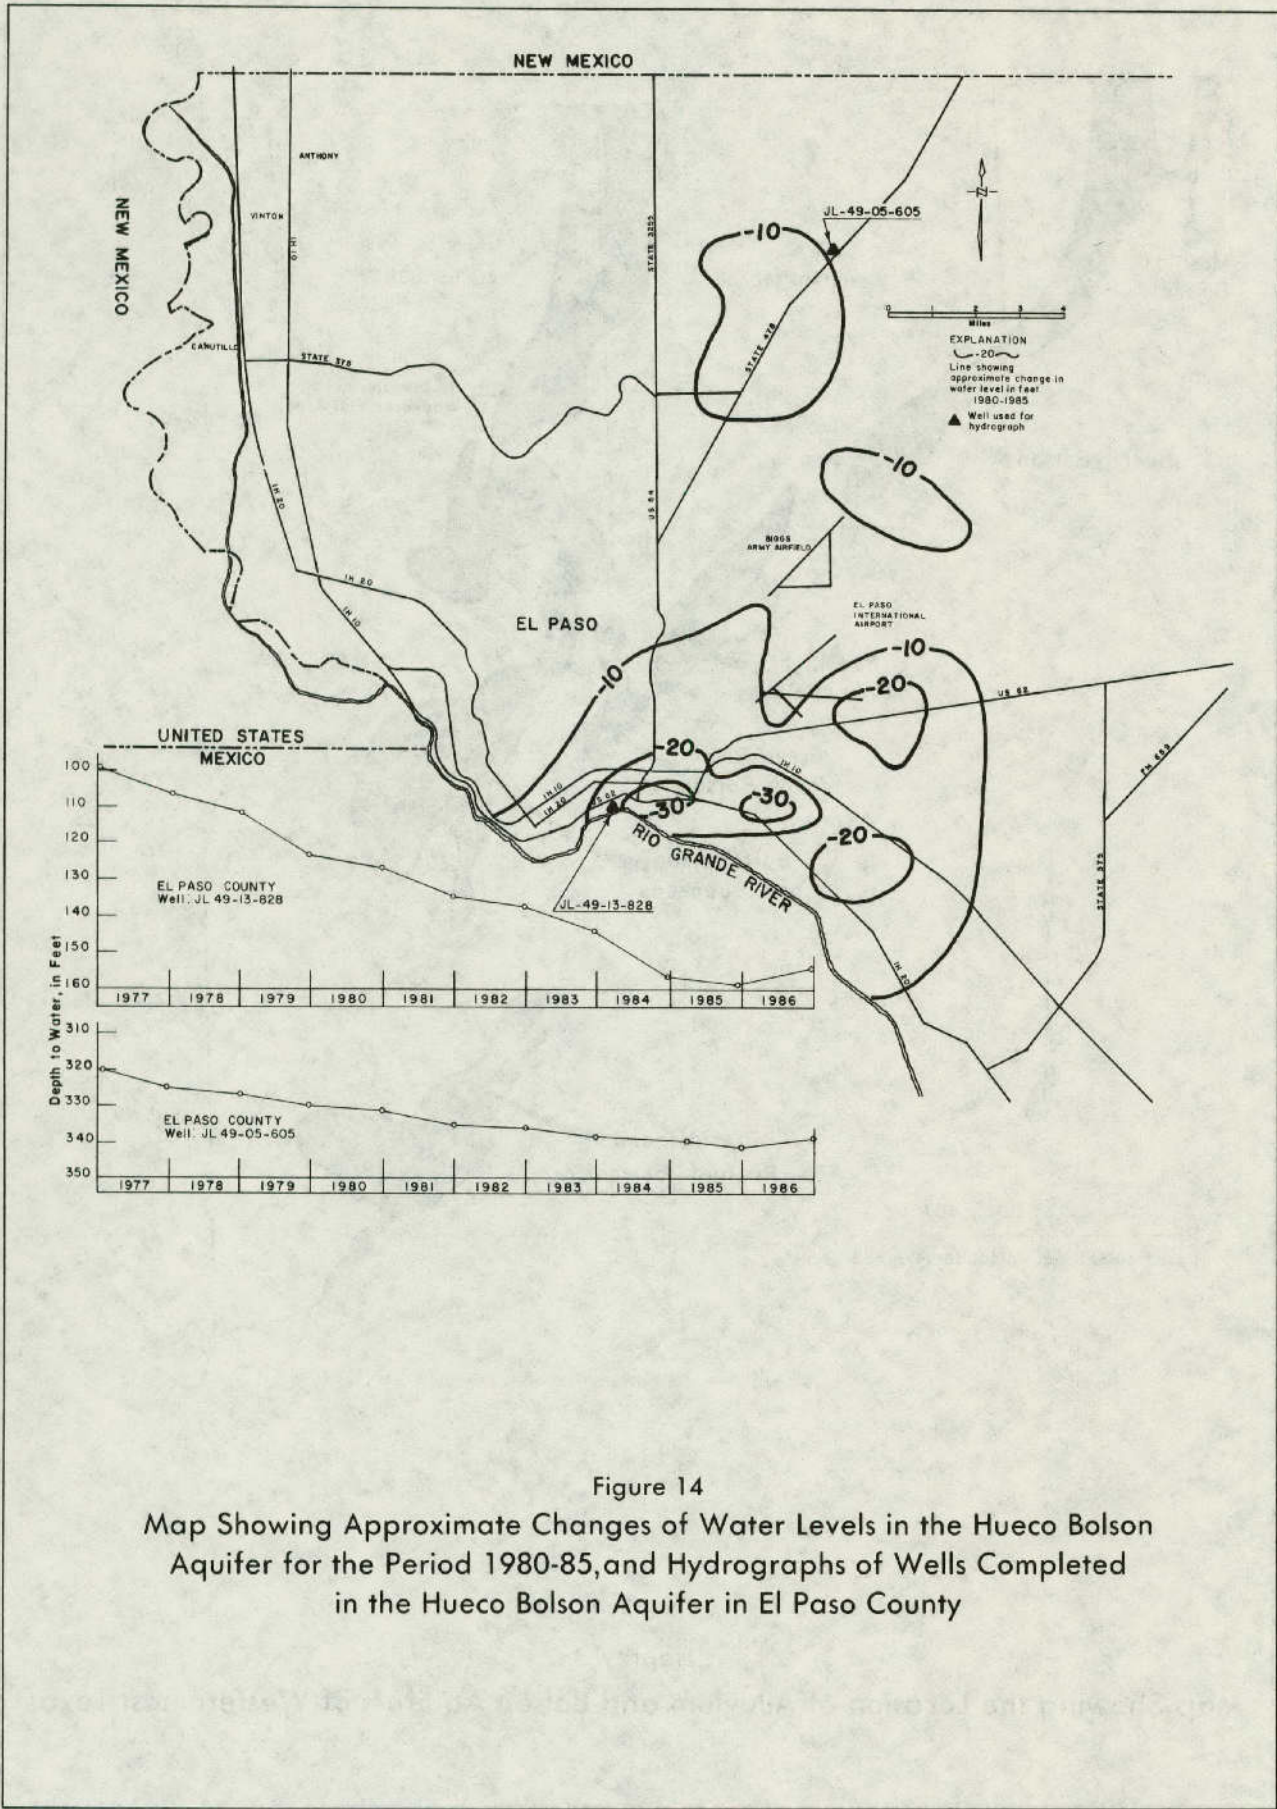 NEW MEXICO
NEW MEXICO
ANTHONY
VINTON
IH 10
CANUTILLO
STATE 375
STATE 3255
JL-49-05-605
-10
STATE 478
N
Miles
EXPLANATION
-20
Line showing
approximate change in
water level in feet
1980-1985
Well used for
hydrograph
-10
US 54
IH 20
BIGGS
ARMY AIRFIELD
IH 20
IH 10
EL PASO
EL PASO
INTERNATIONAL
AIRPORT
-10
-10
-20
US 62
UNITED STATES
MEXICO
-20
IH 10
FM 659
IH 10
IH 20
US 62
-30
-30
-20
RIO GRANDE RIVER
STATE 375
JL-49-13-828
IH 20
Depth to Water, in Feet
100
110
120
130
140
150
160
EL PASO COUNTY
Well: JL 49-13-828
1977 1978 1979 1980 1981 1982 1983 1984 1985 1986
310
320
330
340
350
EL PASO COUNTY
Well: JL 49-05-605
1977 1978 1979 1980 1981 1982 1983 1984 1985 1986
Figure 14
Map Showing Approximate Changes of Water Levels in the Hueco Bolson
Aquifer for the Period 1980-85,and Hydrographs of Wells Completed
in the Hueco Bolson Aquifer in El Paso County